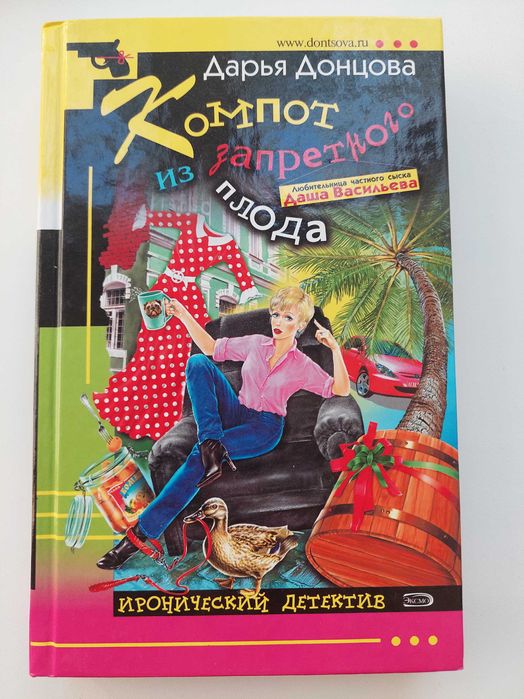 www.dontsova.ru
Дарья Донцова
Компот
из запретного
плода
Любительница частного сыска
Даша Васильева
ИРОНИЧЕСКИЙ ДЕТЕКТИВ
ЭКСМО